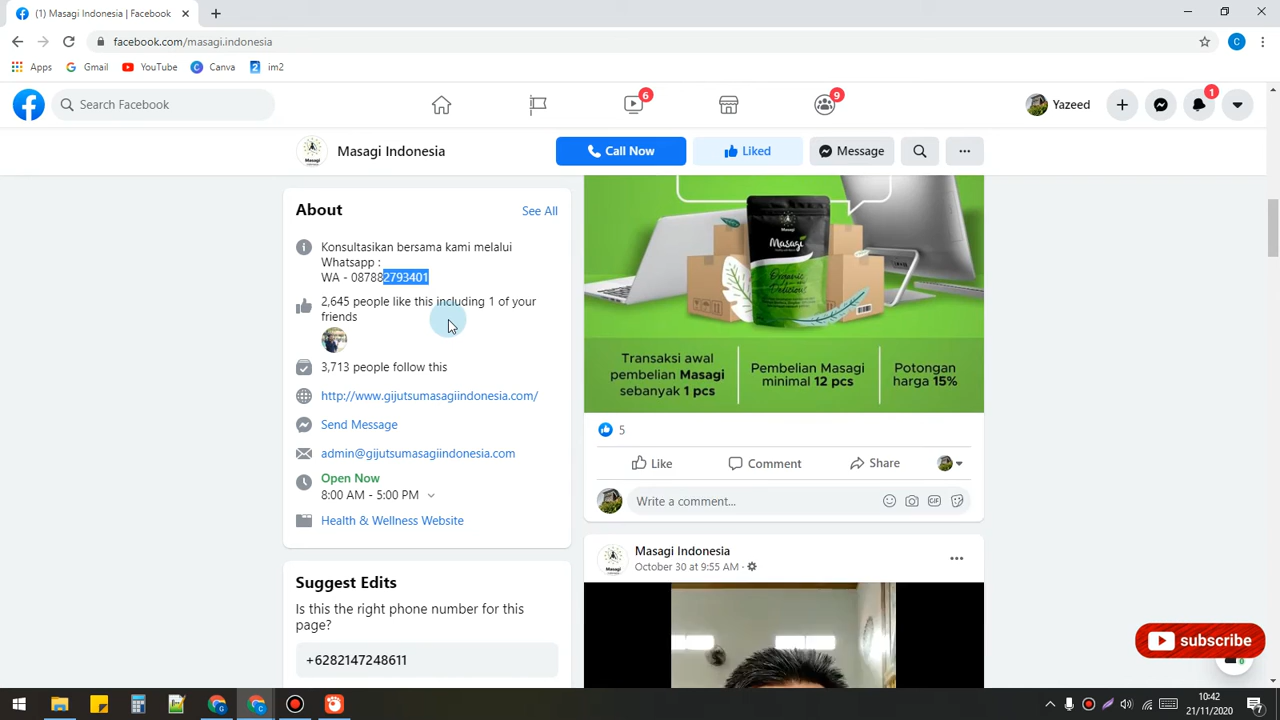 (1) Masagi Indonesia | Facebook
facebook.com/masagi.indonesia
C
Apps
Gmail
YouTube
Canva
im2
Search Facebook
6
9
Yazeed
1
Masagi Indonesia
Call Now
Liked
Message
About
See All
Konsultasikan bersama kami melalui
Whatsapp :
WA - 087882793401
2,645 people like this including 1 of your
friends
3,713 people follow this
http://www.gijutsumasagiindonesia.com/
Send Message
admin@gijutsumasagiindonesia.com
Open Now
8:00 AM - 5:00 PM
Health & Wellness Website
Suggest Edits
Is this the right phone number for this
page?
+6282147248611
Masagi
Organic
Delicious!
Transaksi awal
pembelian Masagi
sebanyak 1 pcs
Pembelian Masagi
minimal 12 pcs
Potongan
harga 15%
5
Like
Comment
Share
Write a comment...
GIF
Masagi Indonesia
October 30 at 9:55 AM ·
subscribe
10:42
21/11/2020